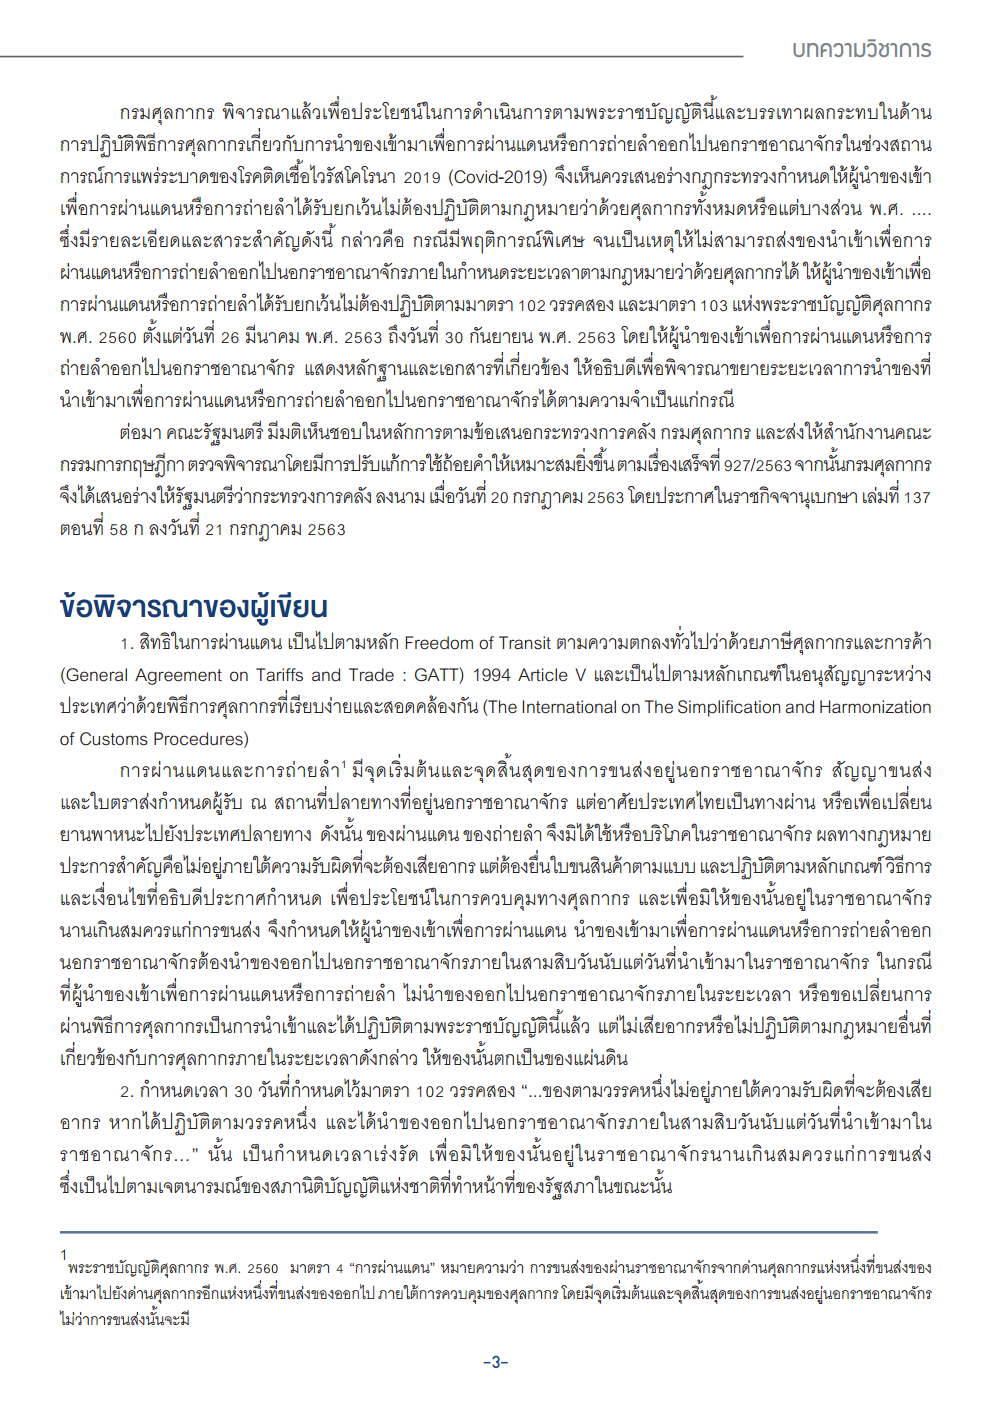 บทความวิชาการ
กรมศุลกากร พิจารณาแล้วเพื่อประโยชน์ในการดำเนินการตามพระราชบัญญัตินี้และบรรเทาผลกระทบในด้าน
การปฏิบัติพิธีการศุลกากรเกี่ยวกับการนำของเข้ามาเพื่อการผ่านแดนหรือการถ่ายลำออกไปนอกราชอาณาจักรในช่วงสถาน
การณ์การแพร่ระบาดของโรคติดเชื้อไวรัสโคโรนา 2019 (Covid-2019) จึงเห็นควรเสนอร่างกฎกระทรวงกำหนดให้ผู้นำของเข้า
เพื่อการผ่านแดนหรือการถ่ายลำได้รับยกเว้นไม่ต้องปฏิบัติตามกฎหมายว่าด้วยศุลกากรทั้งหมดหรือแต่บางส่วน พ.ศ. ....
ซึ่งมีรายละเอียดและสาระสำคัญดังนี้ กล่าวคือ กรณีมีพฤติการณ์พิเศษ จนเป็นเหตุให้ไม่สามารถส่งของนำเข้าเพื่อการ
ผ่านแดนหรือการถ่ายลำออกไปนอกราชอาณาจักรภายในกำหนดระยะเวลาตามกฎหมายว่าด้วยศุลกากรได้ ให้ผู้นำของเข้าเพื่อ
การผ่านแดนหรือการถ่ายลำได้รับยกเว้นไม่ต้องปฏิบัติตามมาตรา 102 วรรคสอง และมาตรา 103 แห่งพระราชบัญญัติศุลกากร
พ.ศ. 2560 ตั้งแต่วันที่ 26 มีนาคม พ.ศ. 2563 ถึงวันที่ 30 กันยายน พ.ศ. 2563 โดยให้ผู้นำของเข้าเพื่อการผ่านแดนหรือการ
ถ่ายลำออกไปนอกราชอาณาจักร แสดงหลักฐานและเอกสารที่เกี่ยวข้อง ให้อธิบดีเพื่อพิจารณาขยายระยะเวลาการนำของที่
นำเข้ามาเพื่อการผ่านแดนหรือการถ่ายลำออกไปนอกราชอาณาจักรได้ตามความจำเป็นแก่กรณี
ต่อมา คณะรัฐมนตรี มีมติเห็นชอบในหลักการตามข้อเสนอกระทรวงการคลัง กรมศุลกากร และส่งให้สำนักงานคณะ
กรรมการกฤษฎีกา ตรวจพิจารณาโดยมีการปรับแก้การใช้ถ้อยคำให้เหมาะสมยิ่งขึ้น ตามเรื่องเสร็จที่ 927/2563 จากนั้นกรมศุลกากร
จึงได้เสนอร่างให้รัฐมนตรีว่ากระทรวงการคลัง ลงนาม เมื่อวันที่ 20 กรกฎาคม 2563 โดยประกาศในราชกิจจานุเบกษา เล่มที่ 137
ตอนที่ 58 ก ลงวันที่ 21 กรกฎาคม 2563
ข้อพิจารณาของผู้เขียน
1. สิทธิในการผ่านแดน เป็นไปตามหลัก Freedom of Transit ตามความตกลงทั่วไปว่าด้วยภาษีศุลกากรและการค้า
(General Agreement on Tariffs and Trade : GATT) 1994 Article V และเป็นไปตามหลักเกณฑ์ในอนุสัญญาระหว่าง
ประเทศว่าด้วยพิธีการศุลกากรที่เรียบง่ายและสอดคล้องกัน (The International on The Simplification and Harmonization
of Customs Procedures)
การผ่านแดนและการถ่ายลำ1 มีจุดเริ่มต้นและจุดสิ้นสุดของการขนส่งอยู่นอกราชอาณาจักร สัญญาขนส่ง
และใบตราส่งกำหนดผู้รับ ณ สถานที่ปลายทางที่อยู่นอกราชอาณาจักร แต่อาศัยประเทศไทยเป็นทางผ่าน หรือเพื่อเปลี่ยน
ยานพาหนะไปยังประเทศปลายทาง ดังนั้น ของผ่านแดน ของถ่ายลำ จึงมิได้ใช้หรือบริโภคในราชอาณาจักร ผลทางกฎหมาย
ประการสำคัญคือไม่อยู่ภายใต้ความรับผิดที่จะต้องเสียอากร แต่ต้องยื่นใบขนสินค้าตามแบบ และปฏิบัติตามหลักเกณฑ์ วิธีการ
และเงื่อนไขที่อธิบดีประกาศกำหนด เพื่อประโยชน์ในการควบคุมทางศุลกากร และเพื่อมิให้ของนั้นอยู่ในราชอาณาจักร
นานเกินสมควรแก่การขนส่ง จึงกำหนดให้ผู้นำของเข้าเพื่อการผ่านแดน นำของเข้ามาเพื่อการผ่านแดนหรือการถ่ายลำออก
นอกราชอาณาจักรต้องนำของออกไปนอกราชอาณาจักรภายในสามสิบวันนับแต่วันที่นำเข้ามาในราชอาณาจักร ในกรณี
ที่ผู้นำของเข้าเพื่อการผ่านแดนหรือการถ่ายลำ ไม่นำของออกไปนอกราชอาณาจักรภายในระยะเวลา หรือขอเปลี่ยนการ
ผ่านพิธีการศุลกากรเป็นการนำเข้าและได้ปฏิบัติตามพระราชบัญญัตินี้แล้ว แต่ไม่เสียอากรหรือไม่ปฏิบัติตามกฎหมายอื่นที่
เกี่ยวข้องกับการศุลกากรภายในระยะเวลาดังกล่าว ให้ของนั้นตกเป็นของแผ่นดิน
2. กำหนดเวลา 30 วันที่กำหนดไว้มาตรา 102 วรรคสอง “...ของตามวรรคหนึ่งไม่อยู่ภายใต้ความรับผิดที่จะต้องเสีย
อากร หากได้ปฏิบัติตามวรรคหนึ่ง และได้นำของออกไปนอกราชอาณาจักรภายในสามสิบวันนับแต่วันที่นำเข้ามาใน
ราชอาณาจักร...” นั้น เป็นกำหนดเวลาเร่งรัด เพื่อมิให้ของนั้นอยู่ในราชอาณาจักรนานเกินสมควรแก่การขนส่ง
ซึ่งเป็นไปตามเจตนารมณ์ของสภานิติบัญญัติแห่งชาติที่ทำหน้าที่ของรัฐสภาในขณะนั้น
1พระราชบัญญัติศุลกากร พ.ศ. 2560 มาตรา 4 “การผ่านแดน” หมายความว่า การขนส่งของผ่านราชอาณาจักรจากด่านศุลกากรแห่งหนึ่งที่ขนส่งของ
เข้ามาไปยังด่านศุลกากรอีกแห่งหนึ่งที่ขนส่งของออกไป ภายใต้การควบคุมของศุลกากร โดยมีจุดเริ่มต้นและจุดสิ้นสุดของการขนส่งอยู่นอกราชอาณาจักร
ไม่ว่าการขนส่งนั้นจะมี
-3-